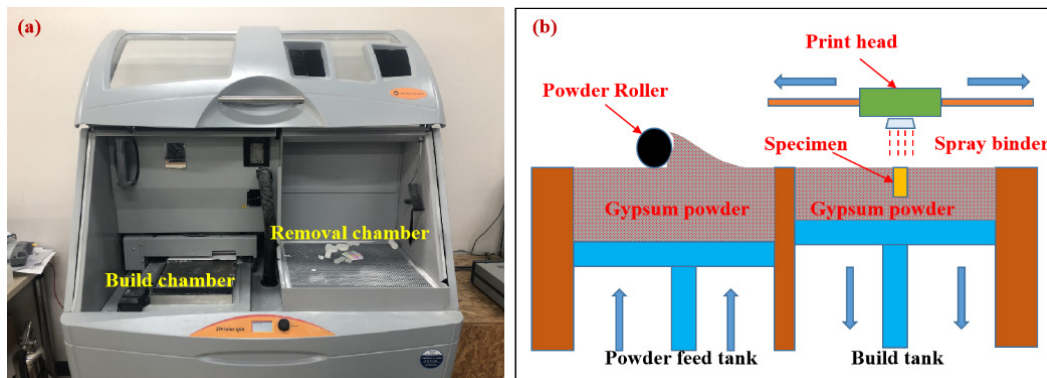 (a)
Removal chamber
Build chamber
(b)
Print head
Powder Roller
Specimen
Spray binder
Gypsum powder
Gypsum powder
Powder feed tank
Build tank